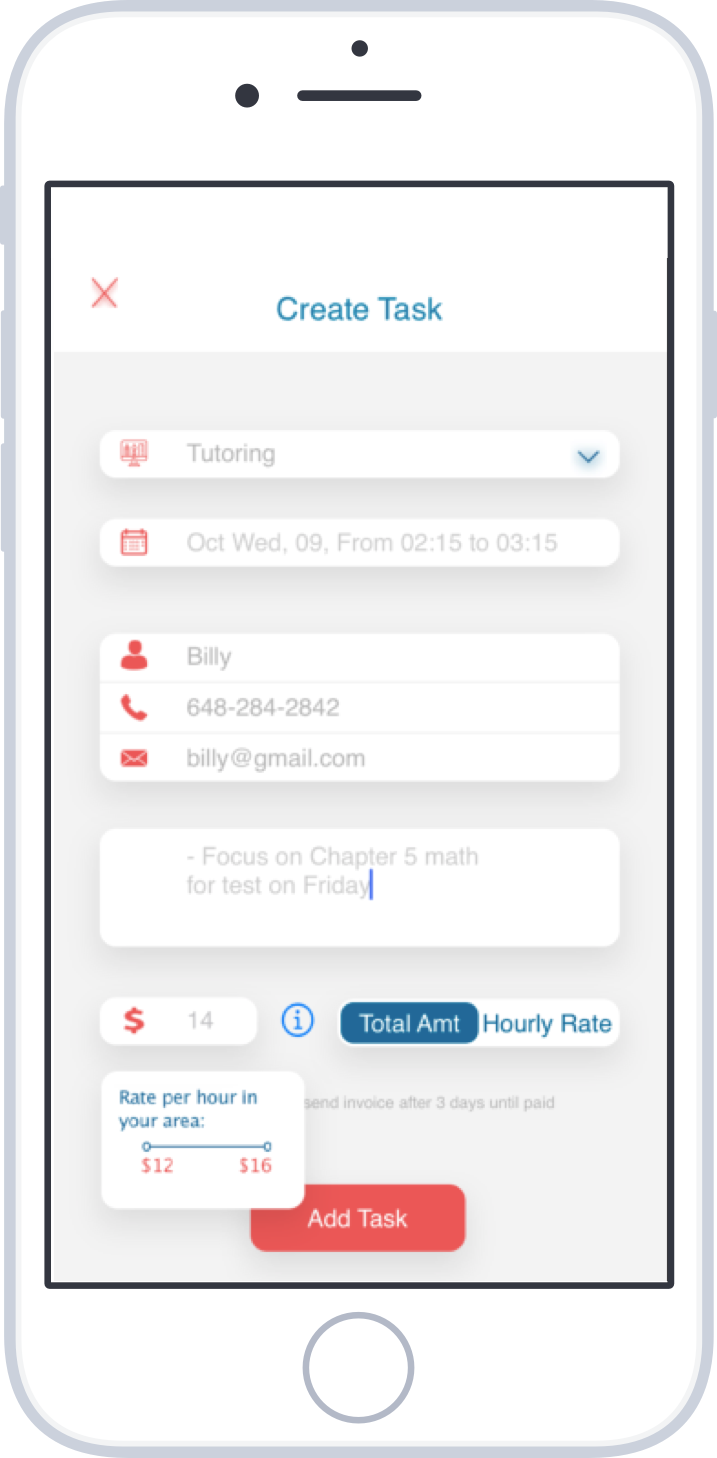 Create Task
Tutoring
Oct Wed, 09, From 02:15 to 03:15
Billy
648-284-2842
billy@gmail.com
- Focus on Chapter 5 math
for test on Friday
$ 14 i Total Amt Hourly Rate
Rate per hour in
your area:
$12 $16
send invoice after 3 days until paid
Add Task